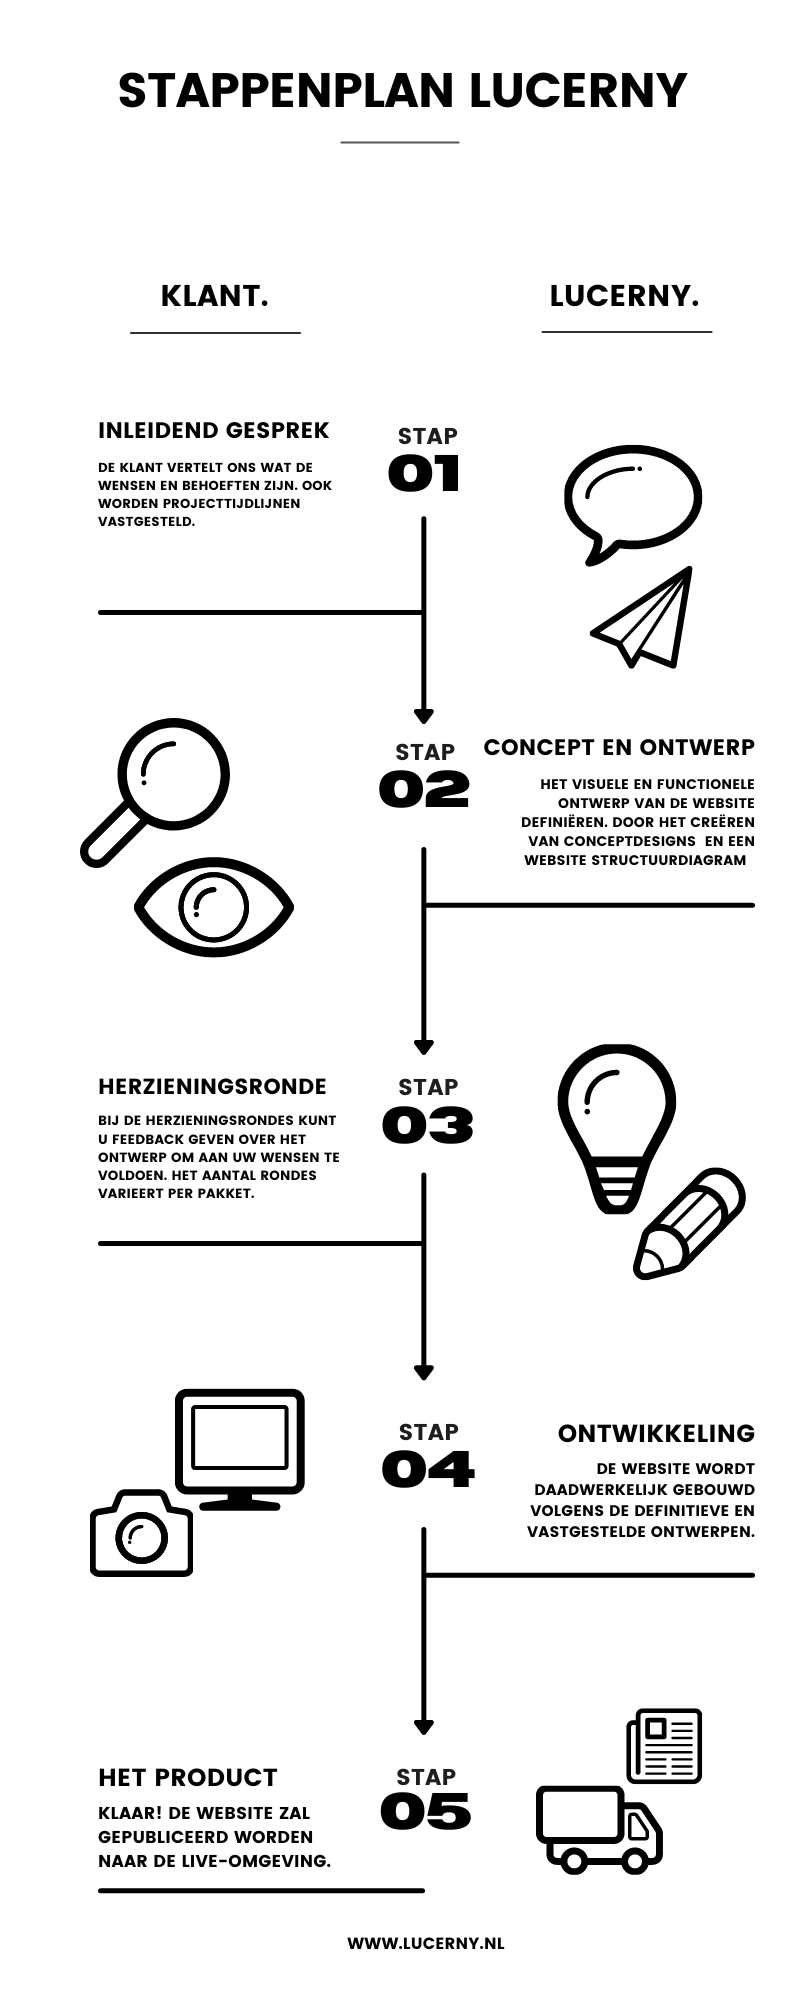 STAPPENPLAN LUCERNY
KLANT.
LUCERNY.
INLEIDEND GESPREK
DE KLANT VERTELT ONS WAT DE
WENSEN EN BEHOEFTEN ZIJN. OOK
WORDEN PROJECTTIJDLIJNEN
VASTGESTELD.
STAP
01
STAP
02
CONCEPT EN ONTWERP
HET VISUELE EN FUNCTIONELE
ONTWERP VAN DE WEBSITE
DEFINIËREN. DOOR HET CREËREN
VAN CONCEPTDESIGNS  EN EEN
WEBSITE STRUCTUURDIAGRAM
HERZIENINGSRONDE
BIJ DE HERZIENINGSRONDES KUNT
U FEEDBACK GEVEN OVER HET
ONTWERP OM AAN UW WENSEN TE
VOLDOEN. HET AANTAL RONDES
VARIEERT PER PAKKET.
STAP
03
STAP
04
ONTWIKKELING
DE WEBSITE WORDT
DAADWERKELIJK GEBOUWD
VOLGENS DE DEFINITIEVE EN
VASTGESTELDE ONTWERPEN.
HET PRODUCT
KLAAR! DE WEBSITE ZAL
GEPUBLICEERD WORDEN
NAAR DE LIVE-OMGEVING.
STAP
05
WWW.LUCERNY.NL